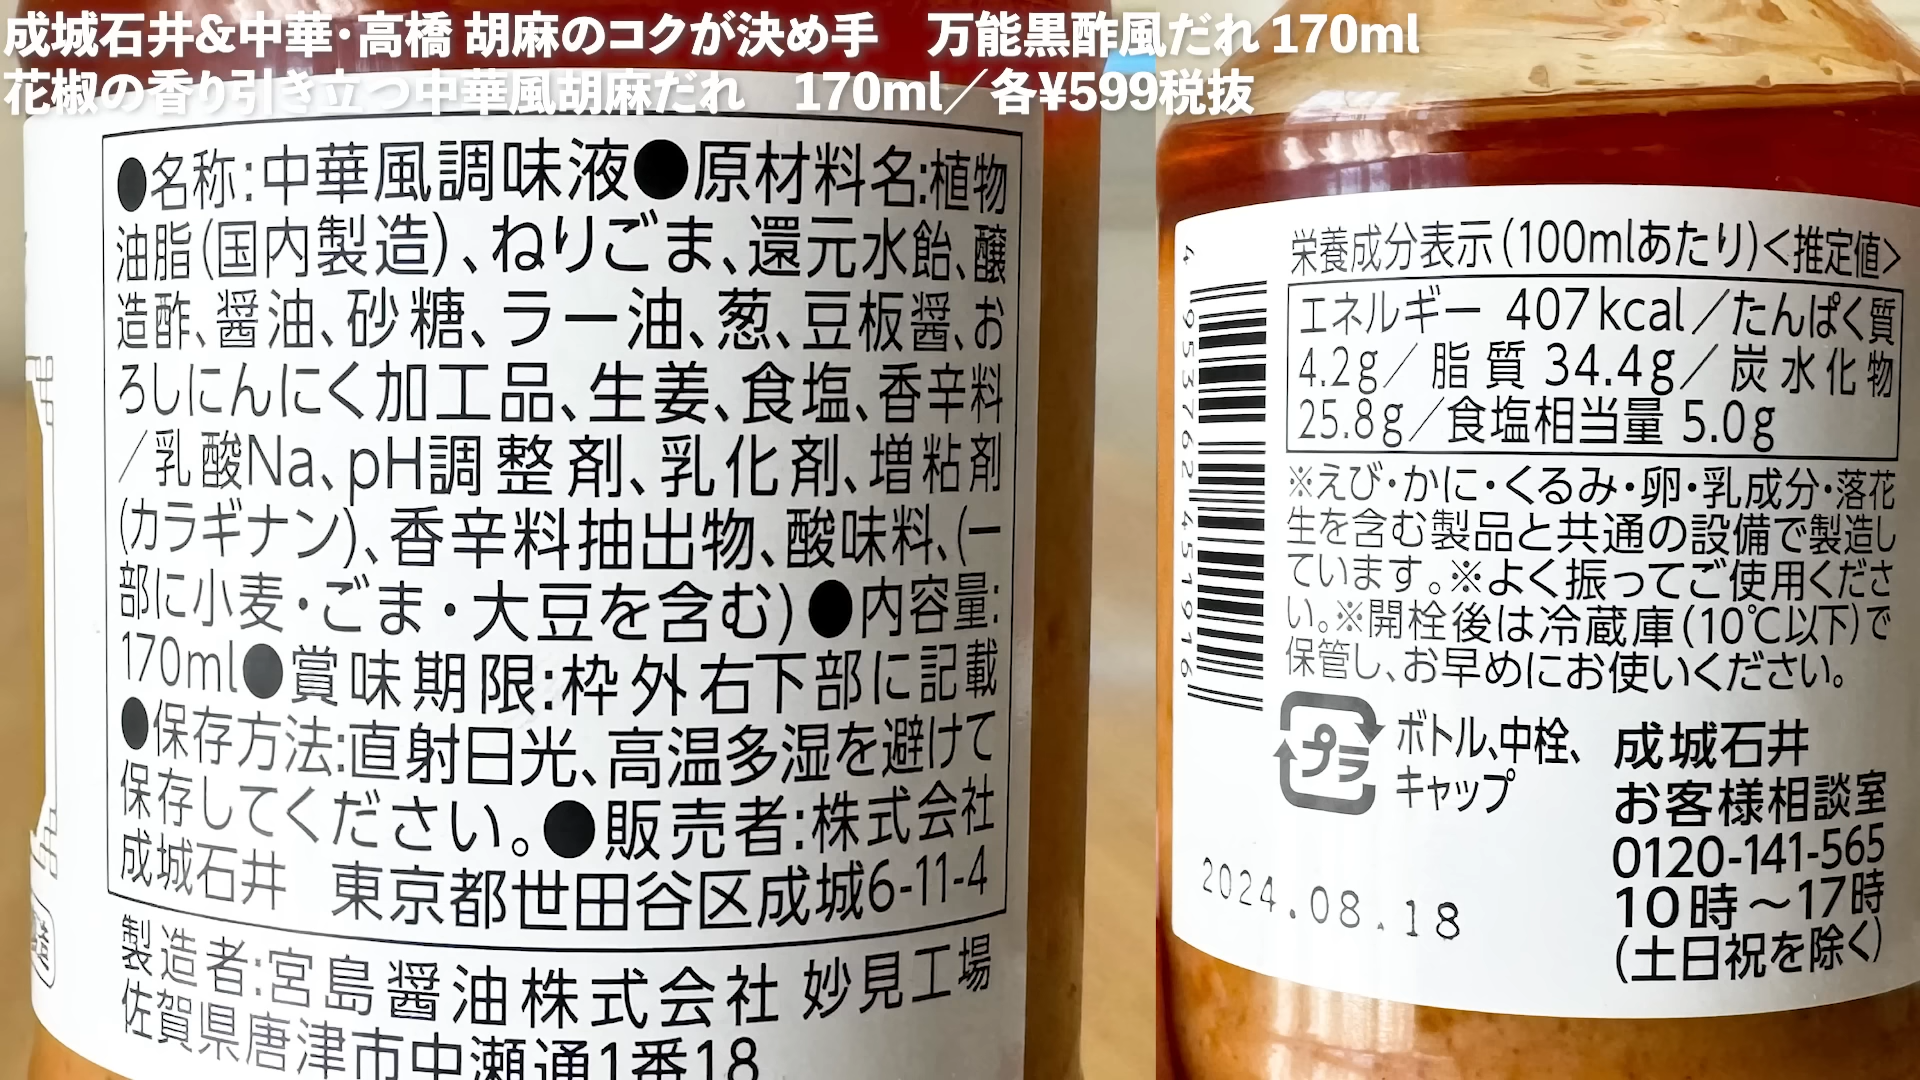 成城石井&中華・高橋 胡麻のコクが決め手　万能黒酢風だれ 170ml
花椒の香り引き立つ中華風胡麻だれ　170ml／各¥599税抜
●名称:中華風調味液●原材料名:植物
油脂(国内製造)、ねりごま、還元水飴、醸
造酢、醤油、砂糖、ラー油、葱、豆板醤、お
ろしにんにく加工品、生姜、食塩、香辛料
/乳酸Na、pH調整剤、乳化剤、増粘剤
(カラギナン)、香辛料抽出物、酸味料、(一
部に小麦・ごま・大豆を含む)●内容量:
170ml●賞味期限:枠外右下部に記載
●保存方法:直射日光、高温多湿を避けて
保存してください。●販売者:株式会社
成城石井　東京都世田谷区成城6-11-4
製造者:宮島醤油株式会社 妙見工場
佐賀県唐津市中瀬通1番18
造
栄養成分表示(100mlあたり)<推定値>
エネルギー 407kcal/たんぱく質
4.2g/脂質 34.4g/炭水化物
25.8g/食塩相当量 5.0g
※えび・かに・くるみ・卵・乳成分・落花
生を含む製品と共通の設備で製造し
ています。※よく振ってご使用くださ
い。※開栓後は冷蔵庫(10℃以下)で
保管し、お早めにお使いください。
4 953762 451916
プラ
ボトル、中栓、
キャップ
成城石井
お客様相談室
0120-141-565
10時～17時
(土日祝を除く)
2024.08.18